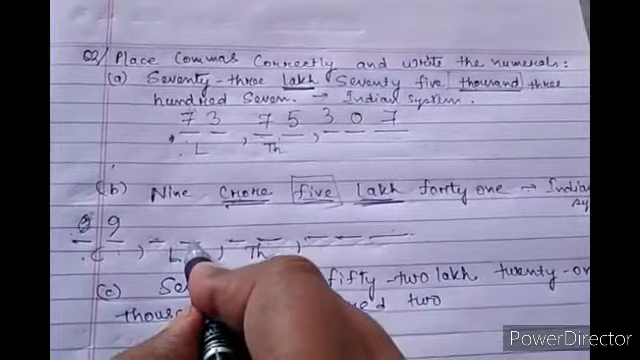 Q2/ Place Commas Correctly and write the numerals:
(a) Seventy-three lakh Seventy five thousand three
hundred Seven. → Indian System.
7 3 7 5 3 0 7
, L , Th ,
(b) Nine Crore five lakh forty one →
0 9
C , L , Th ,
(c) fifty-two lakh twenty-
two
PowerDirector